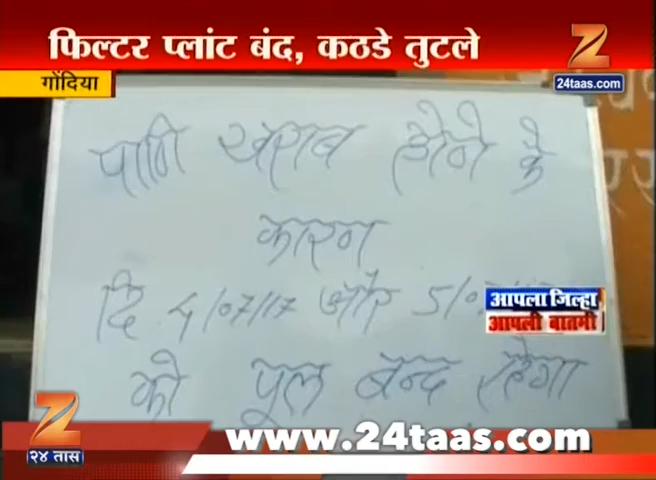 फिल्टर प्लांट बंद, कठडे तुटले
गोंदिया
24taas.com
पाणि खराब होने के
कारण
दि 4/07/17 और 5/0
आपला जिल्हा
आपली बातमी
को पूल बन्द रहेगा
२४ तास
www.24taas.com